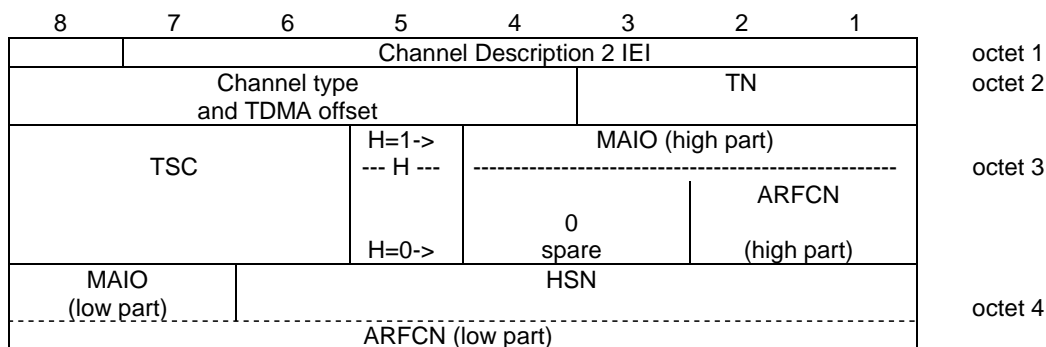 8 7 6 5 4 3 2 1
Channel Description 2 IEI octet 1
Channel type TN octet 2
and TDMA offset
H=1-> MAIO (high part)
TSC --- H --- ------------------------------------------------------ octet 3
ARFCN
0
H=0-> spare (high part)
MAIO HSN
(low part) octet 4
ARFCN (low part)